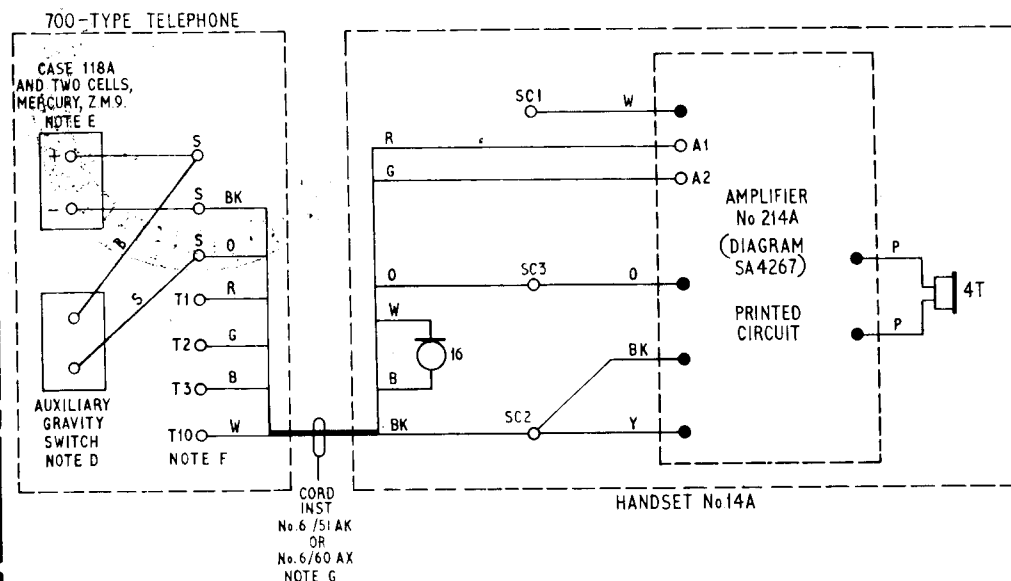 700-TYPE TELEPHONE
CASE 118A
AND TWO CELLS,
MERCURY, Z.M.9.
NOTE E
+
-
S
S BK
S O
B
S
T1 R
T2 G
T3 B
T10 W
NOTE F
AUXILIARY
GRAVITY
SWITCH
NOTE D
CORD
INST
No.6/51 AK
OR
No.6/60 AX
NOTE G
SC1 W
R A1
G A2
O SC3 O
W
16
B
BK SC2 BK
Y
AMPLIFIER
No 214A
(DIAGRAM
SA4267)
PRINTED
CIRCUIT
P
4T
P
HANDSET No.14A